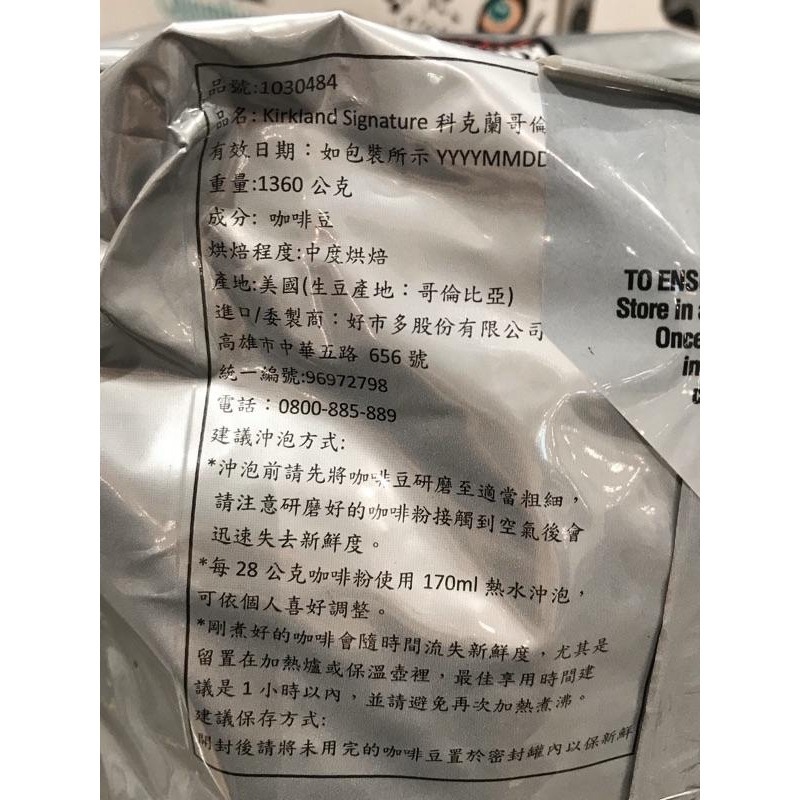 品號:1030484
品名: Kirkland Signature 科克蘭哥倫
有效日期：如包裝所示 YYYYMMDD
重量:1360 公克
成分: 咖啡豆
烘焙程度:中度烘焙
產地:美國(生豆產地：哥倫比亞)
進口/委製商：好市多股份有限公司
高雄市中華五路 656 號
統一編號:96972798
電話：0800-885-889
建議沖泡方式:
*沖泡前請先將咖啡豆研磨至適當粗細，
請注意研磨好的咖啡粉接觸到空氣後會
迅速失去新鮮度。
*每 28 公克咖啡粉使用 170ml 熱水沖泡，
可依個人喜好調整。
*剛煮好的咖啡會隨時間流失新鮮度，尤其是
留置在加熱爐或保溫壺裡，最佳享用時間建
議是 1 小時以內，並請避免再次加熱煮沸。
建議保存方式:
開封後請將未用完的咖啡豆置於密封罐內以保新鮮
TO ENS
Store in a
Once
in